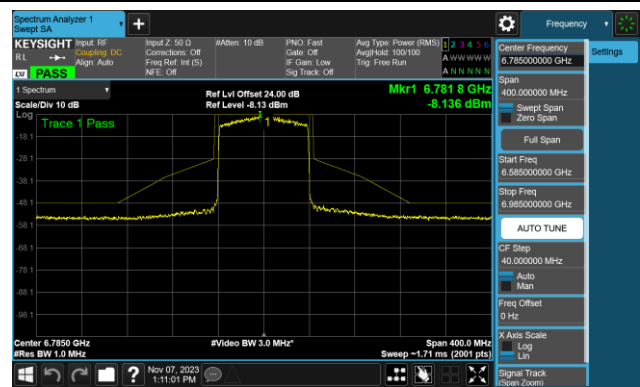 Spectrum Analyzer 1
Swept SA
Frequency
KEYSIGHT
R L
LXI
PASS
Input: RF
Coupling: DC
Align: Auto
Input Z: 50 Ω
Corrections: Off
Freq Ref: Int (S)
NFE: Off
#Atten: 10 dB
PNO: Fast
Gate: Off
IF Gain: Low
Sig Track: Off
Avg Type: Power (RMS)
Avg|Hold: 100/100
Trig: Free Run
1 2 3 4 5 6
A W W W W W
A N N N N N
1 Spectrum
Scale/Div 10 dB
Log
Ref Lvl Offset 24.00 dB
Ref Level -8.13 dBm
Mkr1 6.781 8 GHz
-8.136 dBm
Trace 1 Pass
1
-18.1
-28.1
-38.1
-48.1
-58.1
-68.1
-78.1
-88.1
-98.1
Center 6.7850 GHz
#Res BW 1.0 MHz
#Video BW 3.0 MHz*
Span 400.0 MHz
Sweep ~1.71 ms (2001 pts)
Nov 07, 2023
1:11:01 PM
Settings
Center Frequency
6.785000000 GHz
Span
400.000000 MHz
Swept Span
Zero Span
Full Span
Start Freq
6.585000000 GHz
Stop Freq
6.985000000 GHz
AUTO TUNE
CF Step
40.000000 MHz
Auto
Man
Freq Offset
0 Hz
X Axis Scale
Log
Lin
Signal Track
(Span Zoom)